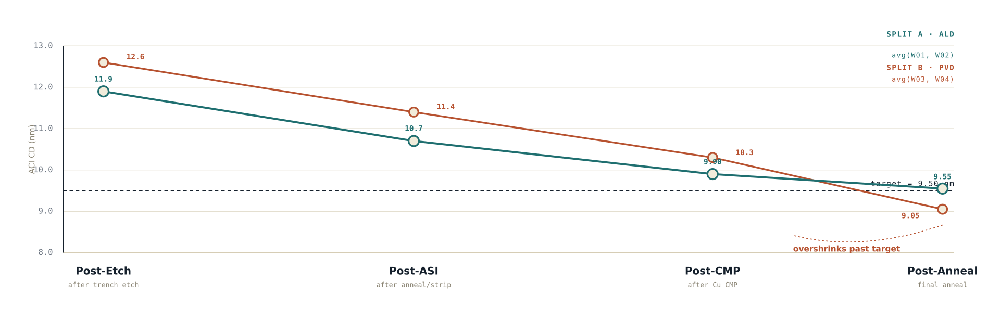 SPLIT A · ALD
avg(W01, W02)
SPLIT B · PVD
avg(W03, W04)
ACI CD (nm)
13.0
12.0
11.0
10.0
9.0
8.0
12.6
11.9
11.4
10.7
10.3
9.90
9.55
target = 9.50 nm
9.05
overshrinks past target
Post-Etch
after trench etch
Post-ASI
after anneal/strip
Post-CMP
after Cu CMP
Post-Anneal
final anneal